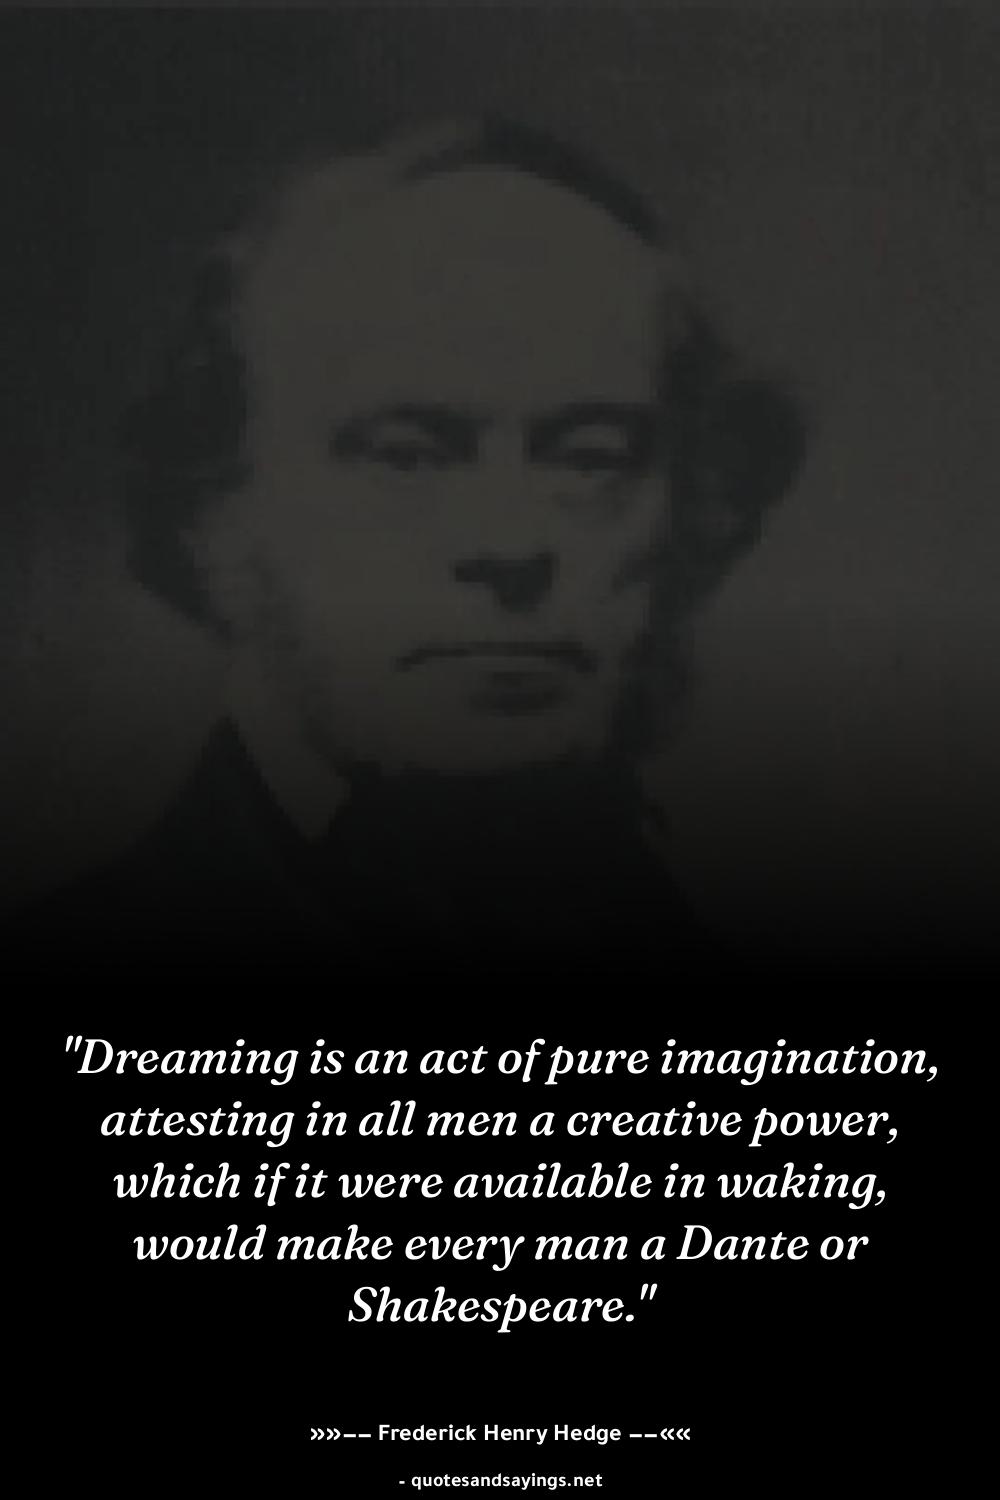 "Dreaming is an act of pure imagination,
attesting in all men a creative power,
which if it were available in waking,
would make every man a Dante or
Shakespeare."
»»−− Frederick Henry Hedge −−««
- quotesandsayings.net